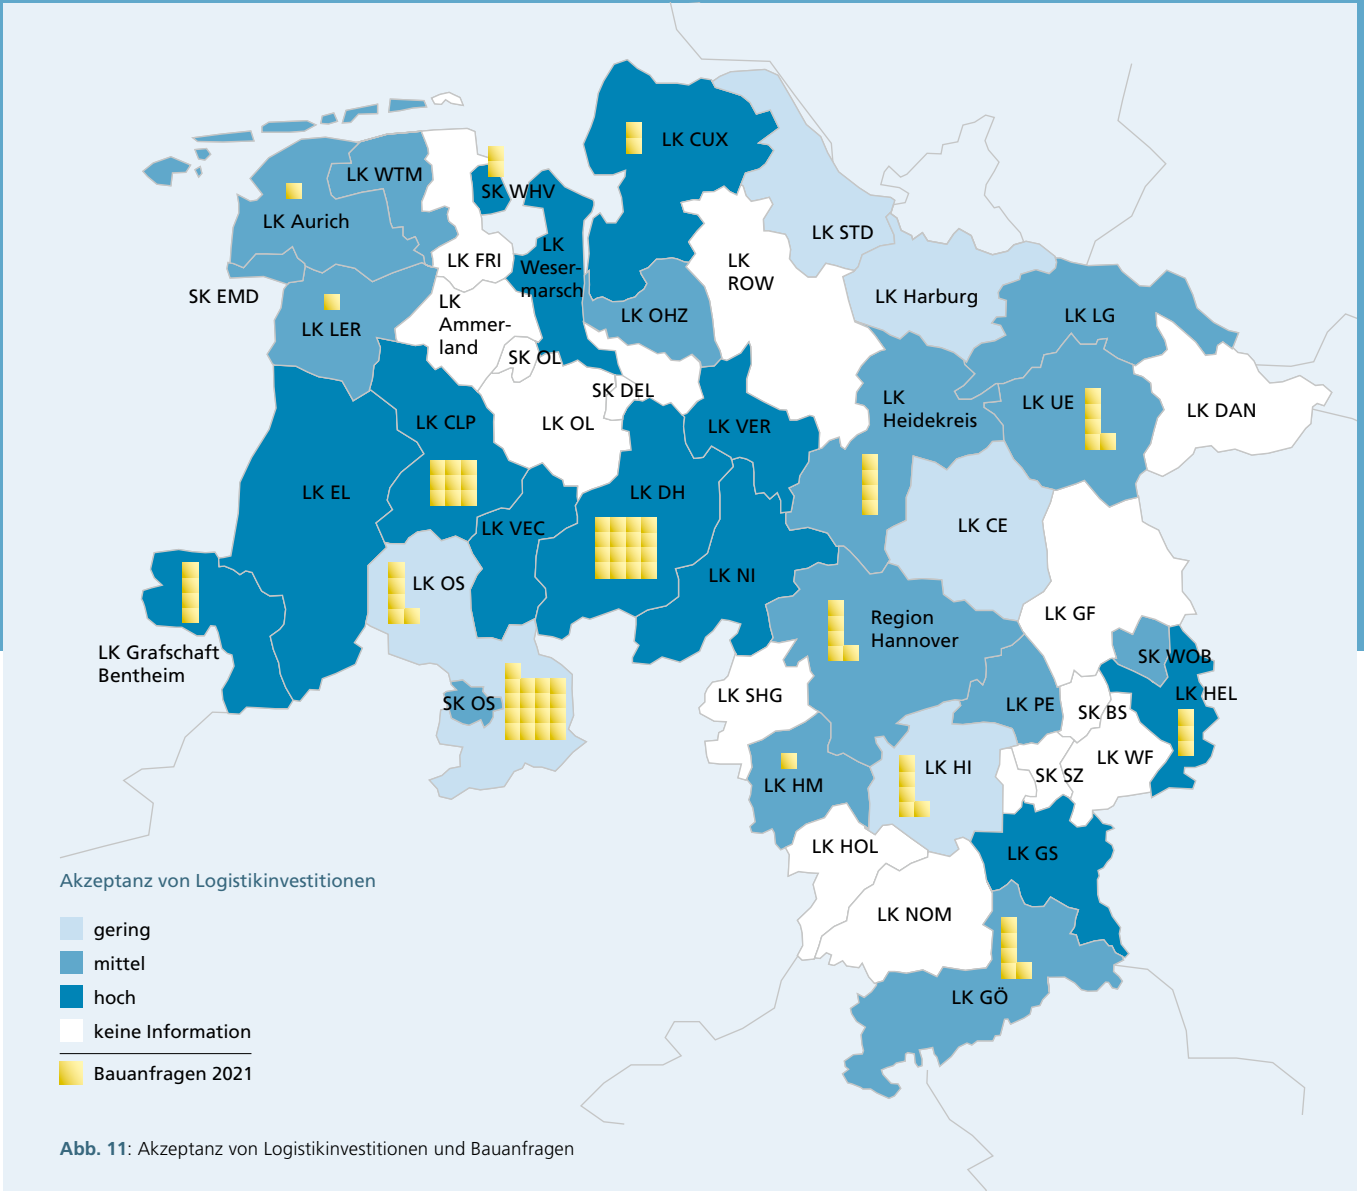 LK CUX
LK WTM
SK WHV
LK Aurich
LK STD
LK
Weser-
marsch
LK FRI
LK
ROW
SK EMD
LK Harburg
LK
Ammer-
land
LK LER
LK OHZ
LK LG
SK OL
SK DEL
LK
Heidekreis
LK UE
LK DAN
LK CLP
LK OL
LK VER
LK EL
LK DH
LK VEC
LK CE
LK OS
LK NI
LK GF
Region
Hannover
LK Grafschaft
Bentheim
SK WOB
LK HEL
LK SHG
SK OS
LK PE
SK BS
LK WF
LK HI
SK SZ
LK HM
LK HOL
LK GS
LK NOM
LK GÖ
Akzeptanz von Logistikinvestitionen
gering
mittel
hoch
keine Information
Bauanfragen 2021
Abb. 11: Akzeptanz von Logistikinvestitionen und Bauanfragen